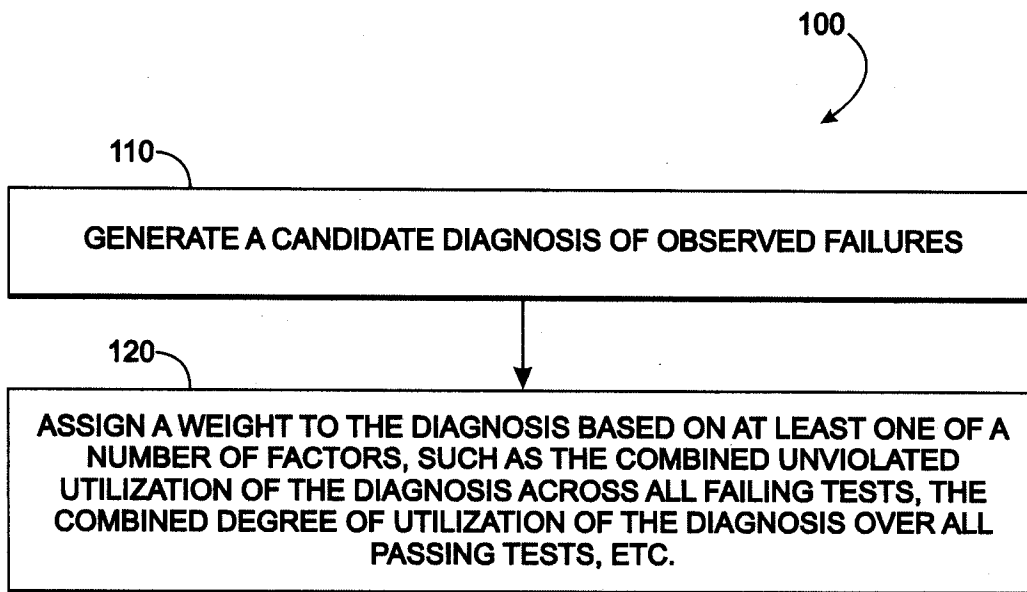 100
110
GENERATE A CANDIDATE DIAGNOSIS OF OBSERVED FAILURES
120
ASSIGN A WEIGHT TO THE DIAGNOSIS BASED ON AT LEAST ONE OF A
NUMBER OF FACTORS, SUCH AS THE COMBINED UNVIOLATED
UTILIZATION OF THE DIAGNOSIS ACROSS ALL FAILING TESTS, THE
COMBINED DEGREE OF UTILIZATION OF THE DIAGNOSIS OVER ALL
PASSING TESTS, ETC.